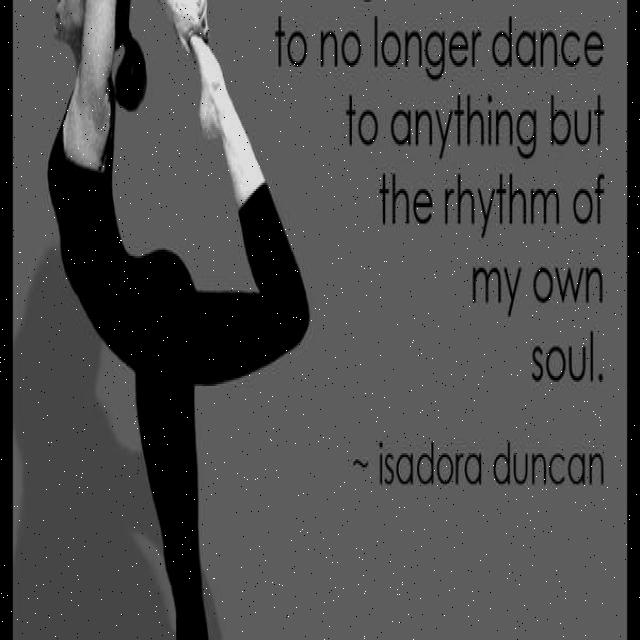 to no longer dance
to anything but
the rhythm of
my own
soul.
~ isadora duncan